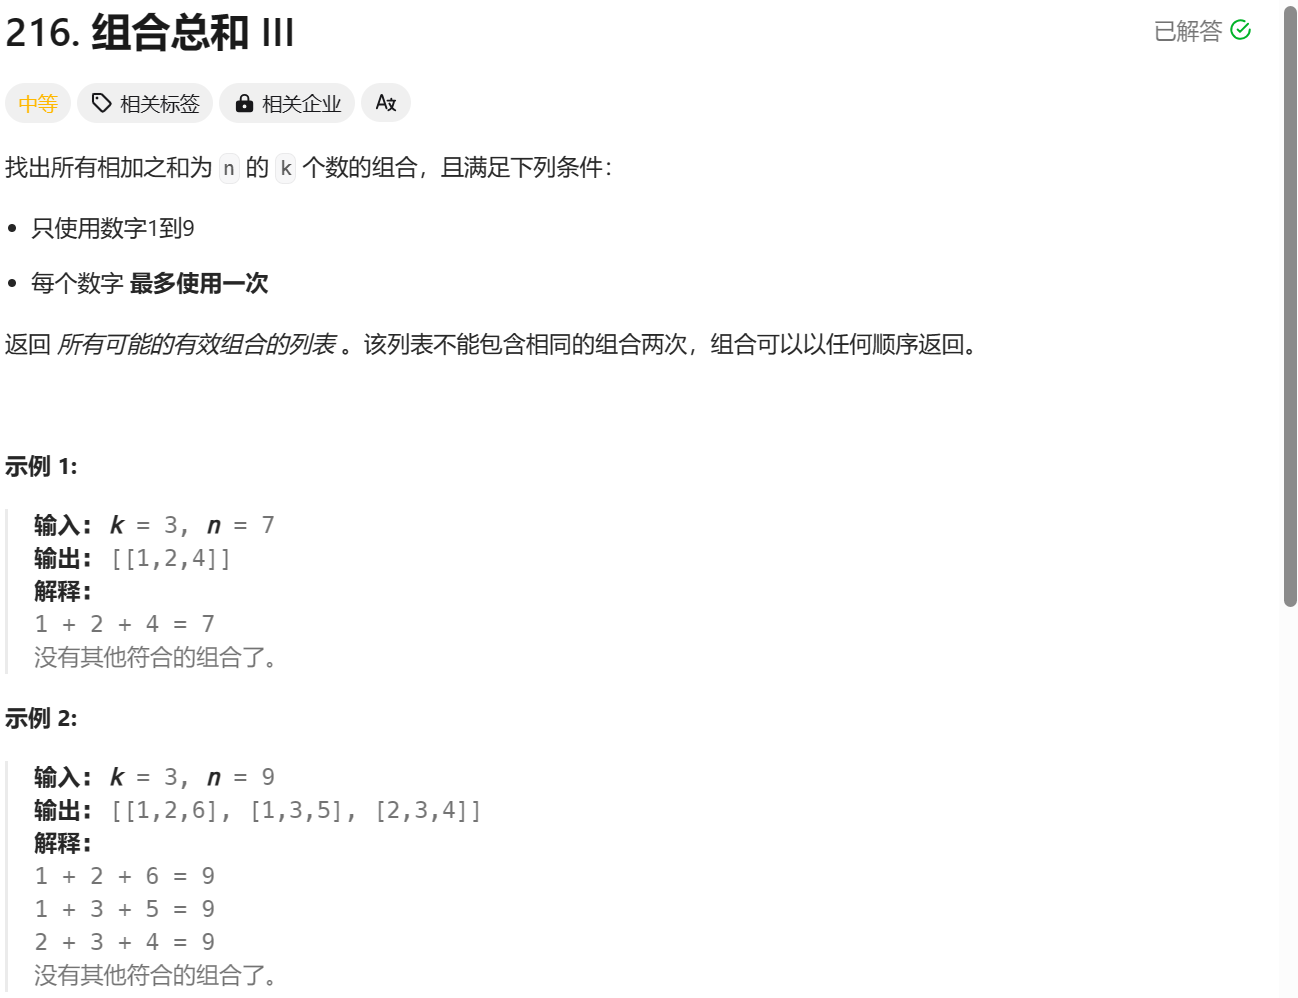 216. 组合总和 III
已解答
中等
相关标签
相关企业
找出所有相加之和为 n 的 k 个数的组合，且满足下列条件：
只使用数字1到9
每个数字 最多使用一次
返回 所有可能的有效组合的列表 。该列表不能包含相同的组合两次，组合可以以任何顺序返回。
示例 1:
输入: k = 3, n = 7
输出: [[1,2,4]]
解释:
1 + 2 + 4 = 7
没有其他符合的组合了。
示例 2:
输入: k = 3, n = 9
输出: [[1,2,6], [1,3,5], [2,3,4]]
解释:
1 + 2 + 6 = 9
1 + 3 + 5 = 9
2 + 3 + 4 = 9
没有其他符合的组合了。